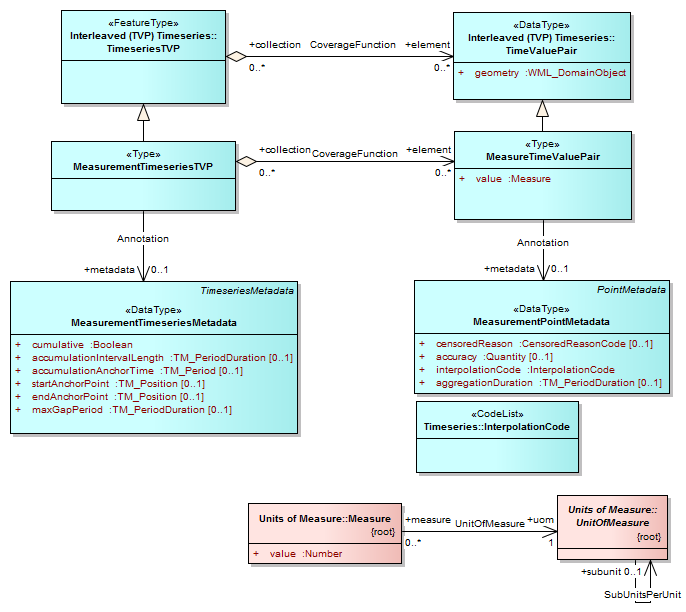 «FeatureType»
Interleaved (TVP) Timeseries::
TimeseriesTVP
+collection
CoverageFunction
+element
0..*
0..*
«DataType»
Interleaved (TVP) Timeseries::
TimeValuePair
+ geometry :WML_DomainObject
«Type»
MeasurementTimeseriesTVP
+collection
CoverageFunction
+element
0..*
0..*
«Type»
MeasureTimeValuePair
+ value :Measure
Annotation
+metadata
0..1
Annotation
+metadata
0..1
TimeseriesMetadata
«DataType»
MeasurementTimeseriesMetadata
+ cumulative :Boolean
+ accumulationIntervalLength :TM_PeriodDuration [0..1]
+ accumulationAnchorTime :TM_Period [0..1]
+ startAnchorPoint :TM_Position [0..1]
+ endAnchorPoint :TM_Position [0..1]
+ maxGapPeriod :TM_PeriodDuration [0..1]
PointMetadata
«DataType»
MeasurementPointMetadata
+ censoredReason :CensoredReasonCode [0..1]
+ accuracy :Quantity [0..1]
+ interpolationCode :InterpolationCode
+ aggregationDuration :TM_PeriodDuration [0..1]
«CodeList»
Timeseries::InterpolationCode
Units of Measure::Measure
{root}
+ value :Number
+measure
UnitOfMeasure
+uom
0..*
1
Units of Measure::
UnitOfMeasure
{root}
+subunit 0..1
SubUnitsPerUnit